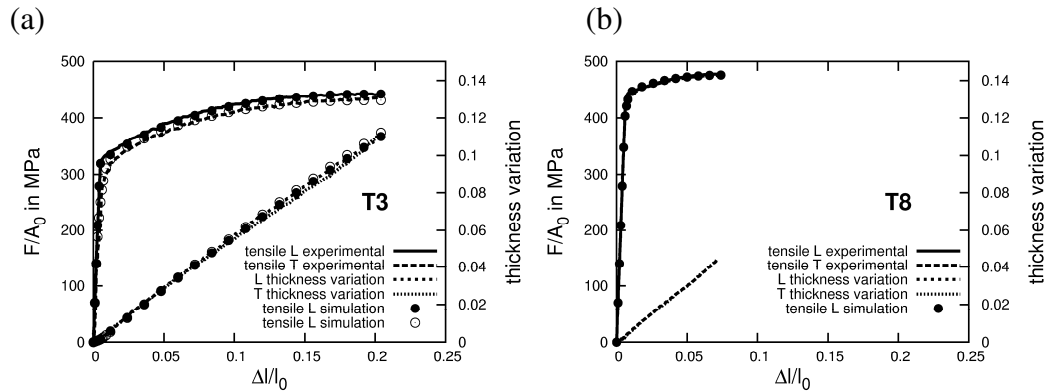 (a)
(b)
500
400
300
200
100
0
0.14
0.12
0.1
0.08
0.06
0.04
0.02
0
0
0.05
0.1
0.15
0.2
0.25
F/A0 in MPa
thickness variation
Δl/l0
T3
tensile L experimental
tensile T experimental
L thickness variation
T thickness variation
tensile L simulation
tensile L simulation
500
400
300
200
100
0
0.14
0.12
0.1
0.08
0.06
0.04
0.02
0
0
0.05
0.1
0.15
0.2
0.25
F/A0 in MPa
thickness variation
Δl/l0
T8
tensile L experimental
tensile T experimental
L thickness variation
T thickness variation
tensile L simulation